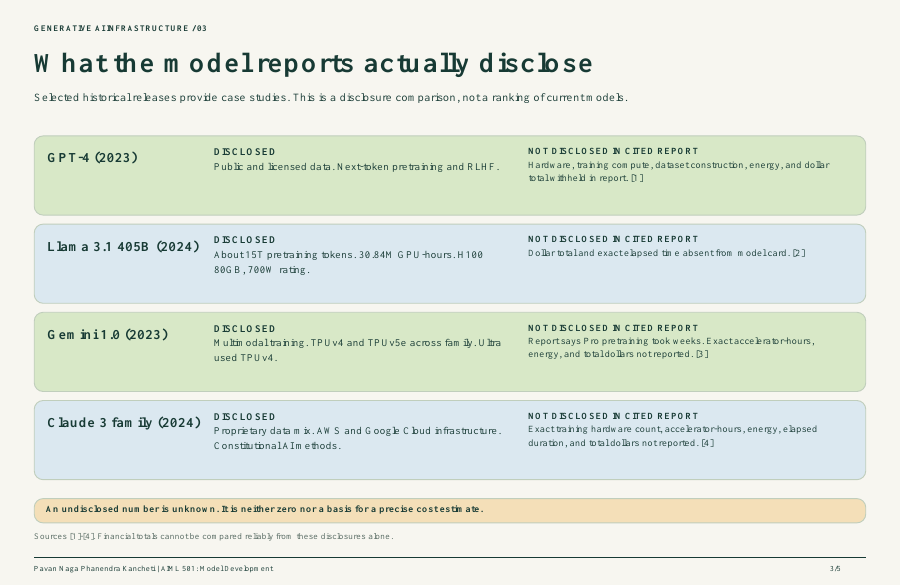 GENERATIVE AI INFRASTRUCTURE / 03
What the model reports actually disclose
Selected historical releases provide case studies. This is a disclosure comparison, not a ranking of current models.
GPT-4 (2023)
DISCLOSED
Public and licensed data. Next-token pretraining and RLHF.
NOT DISCLOSED IN CITED REPORT
Hardware, training compute, dataset construction, energy, and dollar
total withheld in report. [1]
Llama 3.1 405B (2024)
DISCLOSED
About 15T pretraining tokens. 30.84M GPU-hours. H100
80GB, 700W rating.
NOT DISCLOSED IN CITED REPORT
Dollar total and exact elapsed time absent from model card. [2]
Gemini 1.0 (2023)
DISCLOSED
Multimodal training. TPUv4 and TPUv5e across family. Ultra
used TPUv4.
NOT DISCLOSED IN CITED REPORT
Report says Pro pretraining took weeks. Exact accelerator-hours,
energy, and total dollars not reported. [3]
Claude 3 family (2024)
DISCLOSED
Proprietary data mix. AWS and Google Cloud infrastructure.
Constitutional AI methods.
NOT DISCLOSED IN CITED REPORT
Exact training hardware count, accelerator-hours, energy, elapsed
duration, and total dollars not reported. [4]
An undisclosed number is unknown. It is neither zero nor a basis for a precise cost estimate.
Sources [1]-[4]. Financial totals cannot be compared reliably from these disclosures alone.
Pavan Naga Phanendra Kancheti | AIML 501: Model Development
3/5